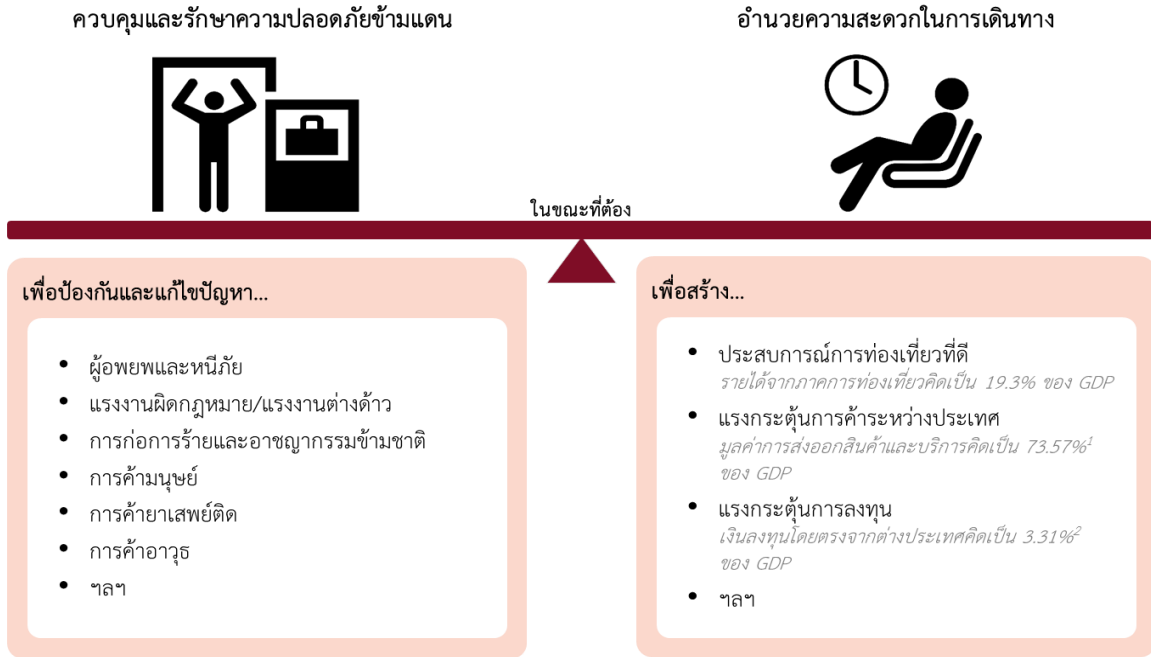 ควบคุมและรักษาความปลอดภัยข้ามแดน
อำนวยความสะดวกในการเดินทาง
ในขณะที่ต้อง
เพื่อป้องกันและแก้ไขปัญหา...
• ผู้อพยพและหนีภัย
• แรงงานผิดกฎหมาย/แรงงานต่างด้าว
• การก่อการร้ายและอาชญากรรมข้ามชาติ
• การค้ามนุษย์
• การค้ายาเสพย์ติด
• การค้าอาวุธ
• ฯลฯ
เพื่อสร้าง...
• ประสบการณ์การท่องเที่ยวที่ดี
รายได้จากภาคการท่องเที่ยวคิดเป็น 19.3% ของ GDP
• แรงกระตุ้นการค้าระหว่างประเทศ
มูลค่าการส่งออกสินค้าและบริการคิดเป็น 73.57%¹
ของ GDP
• แรงกระตุ้นการลงทุน
เงินลงทุนโดยตรงจากต่างประเทศคิดเป็น 3.31%²
ของ GDP
• ฯลฯ